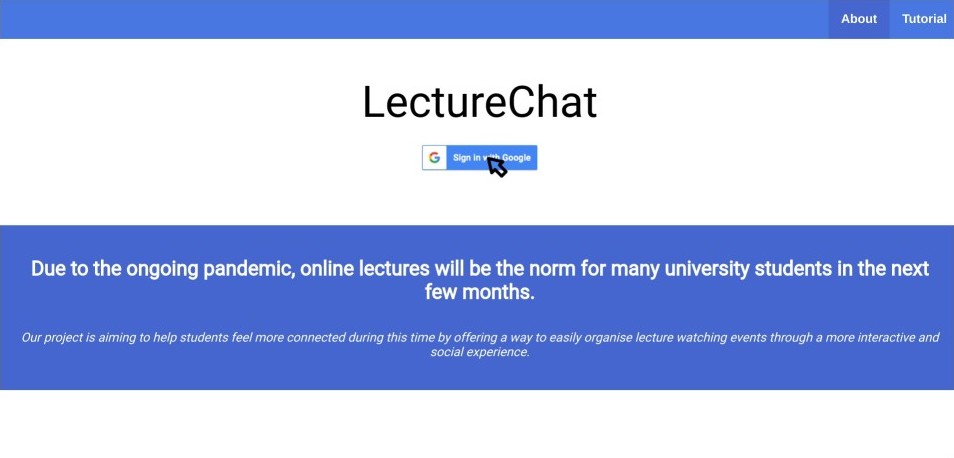 About Tutorial
LectureChat
Sign in with Google
Due to the ongoing pandemic, online lectures will be the norm for many university students in the next
few months.
Our project is aiming to help students feel more connected during this time by offering a way to easily organise lecture watching events through a more interactive and
social experience.